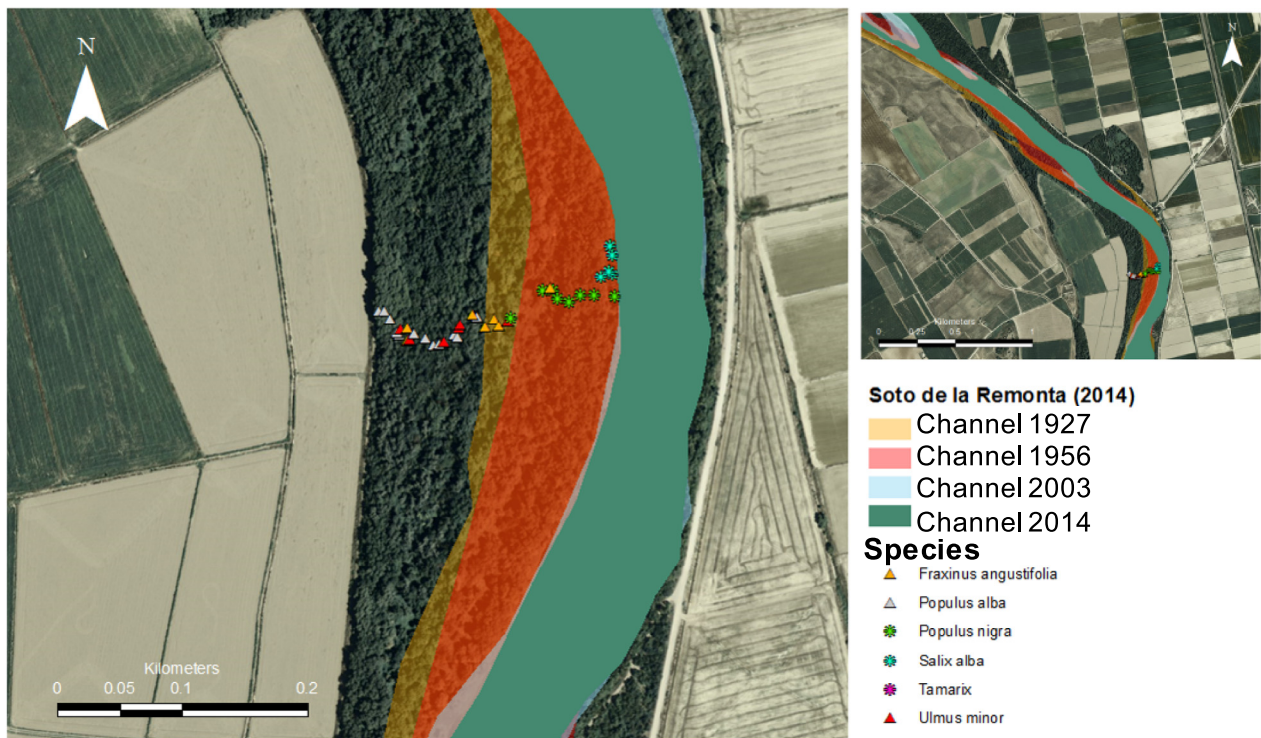 N
Kilometers
0 0.05 0.1 0.2
N
Kilometers
0 0.25 0.5 1
Soto de la Remonta (2014)
Channel 1927
Channel 1956
Channel 2003
Channel 2014
Species
Fraxinus angustifolia
Populus alba
Populus nigra
Salix alba
Tamarix
Ulmus minor